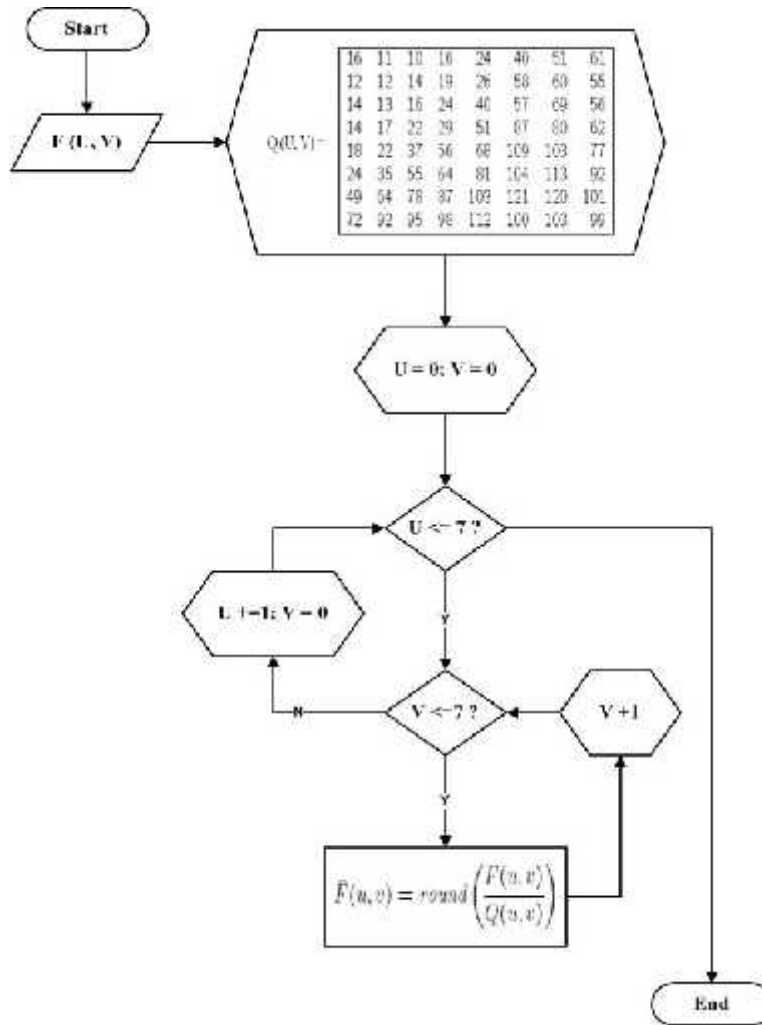 Start
F (U, V)
Q(U,V)=
16 11 10 16 24 40 51 61
12 12 14 19 26 58 60 55
14 13 16 24 40 57 69 56
14 17 22 29 51 87 80 62
18 22 37 56 68 109 103 77
24 35 55 64 81 104 113 92
49 64 78 87 103 121 120 101
72 92 95 98 112 100 103 99
U = 0; V = 0
U <= 7 ?
U +=1; V = 0
Y
V <=7 ?
N
V +1
Y
F̂(u,v) = round(F(u,v)/Q(u,v))
End